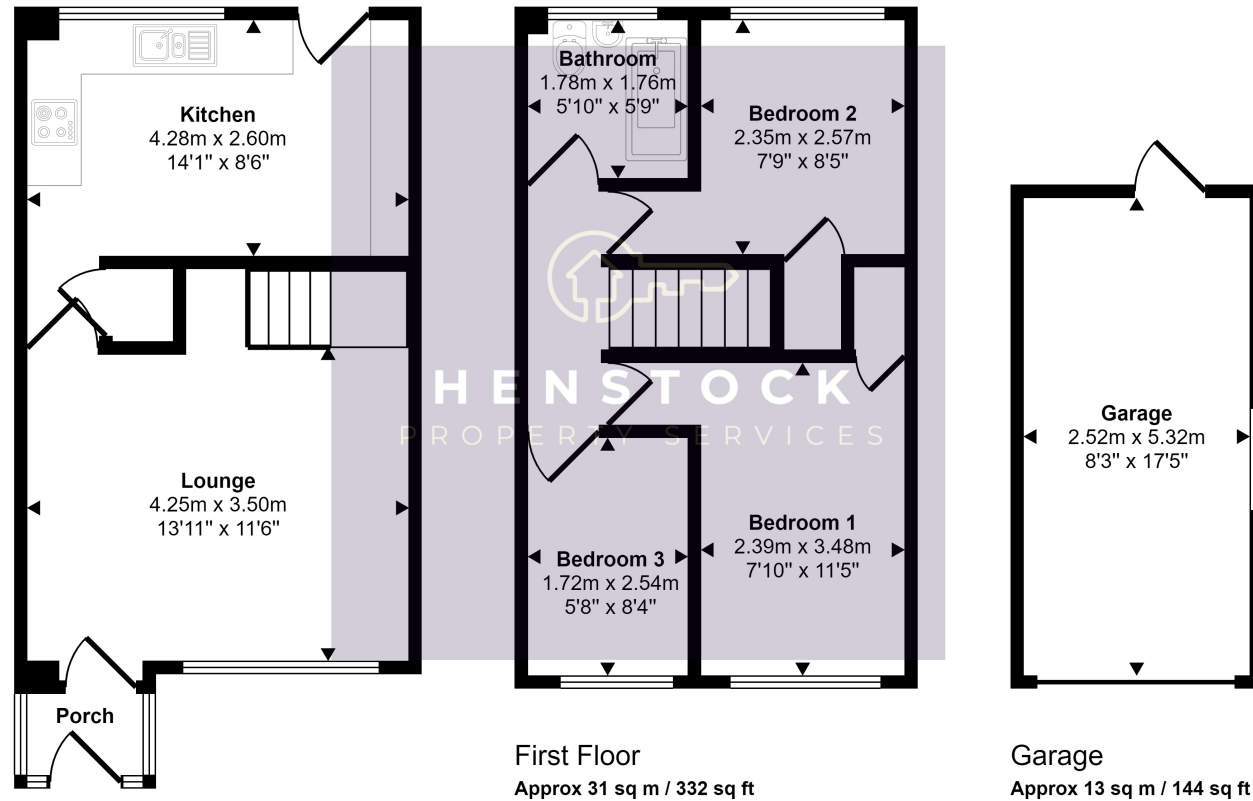 Kitchen
4.28m x 2.60m
14'1" x 8'6"
Lounge
4.25m x 3.50m
13'11" x 11'6"
Porch
Bathroom
1.78m x 1.76m
5'10" x 5'9"
Bedroom 2
2.35m x 2.57m
7'9" x 8'5"
HENSTOCK
PROPERTY SERVICES
Bedroom 3
1.72m x 2.54m
5'8" x 8'4"
Bedroom 1
2.39m x 3.48m
7'10" x 11'5"
First Floor
Approx 31 sq m / 332 sq ft
Garage
2.52m x 5.32m
8'3" x 17'5"
Garage
Approx 13 sq m / 144 sq ft